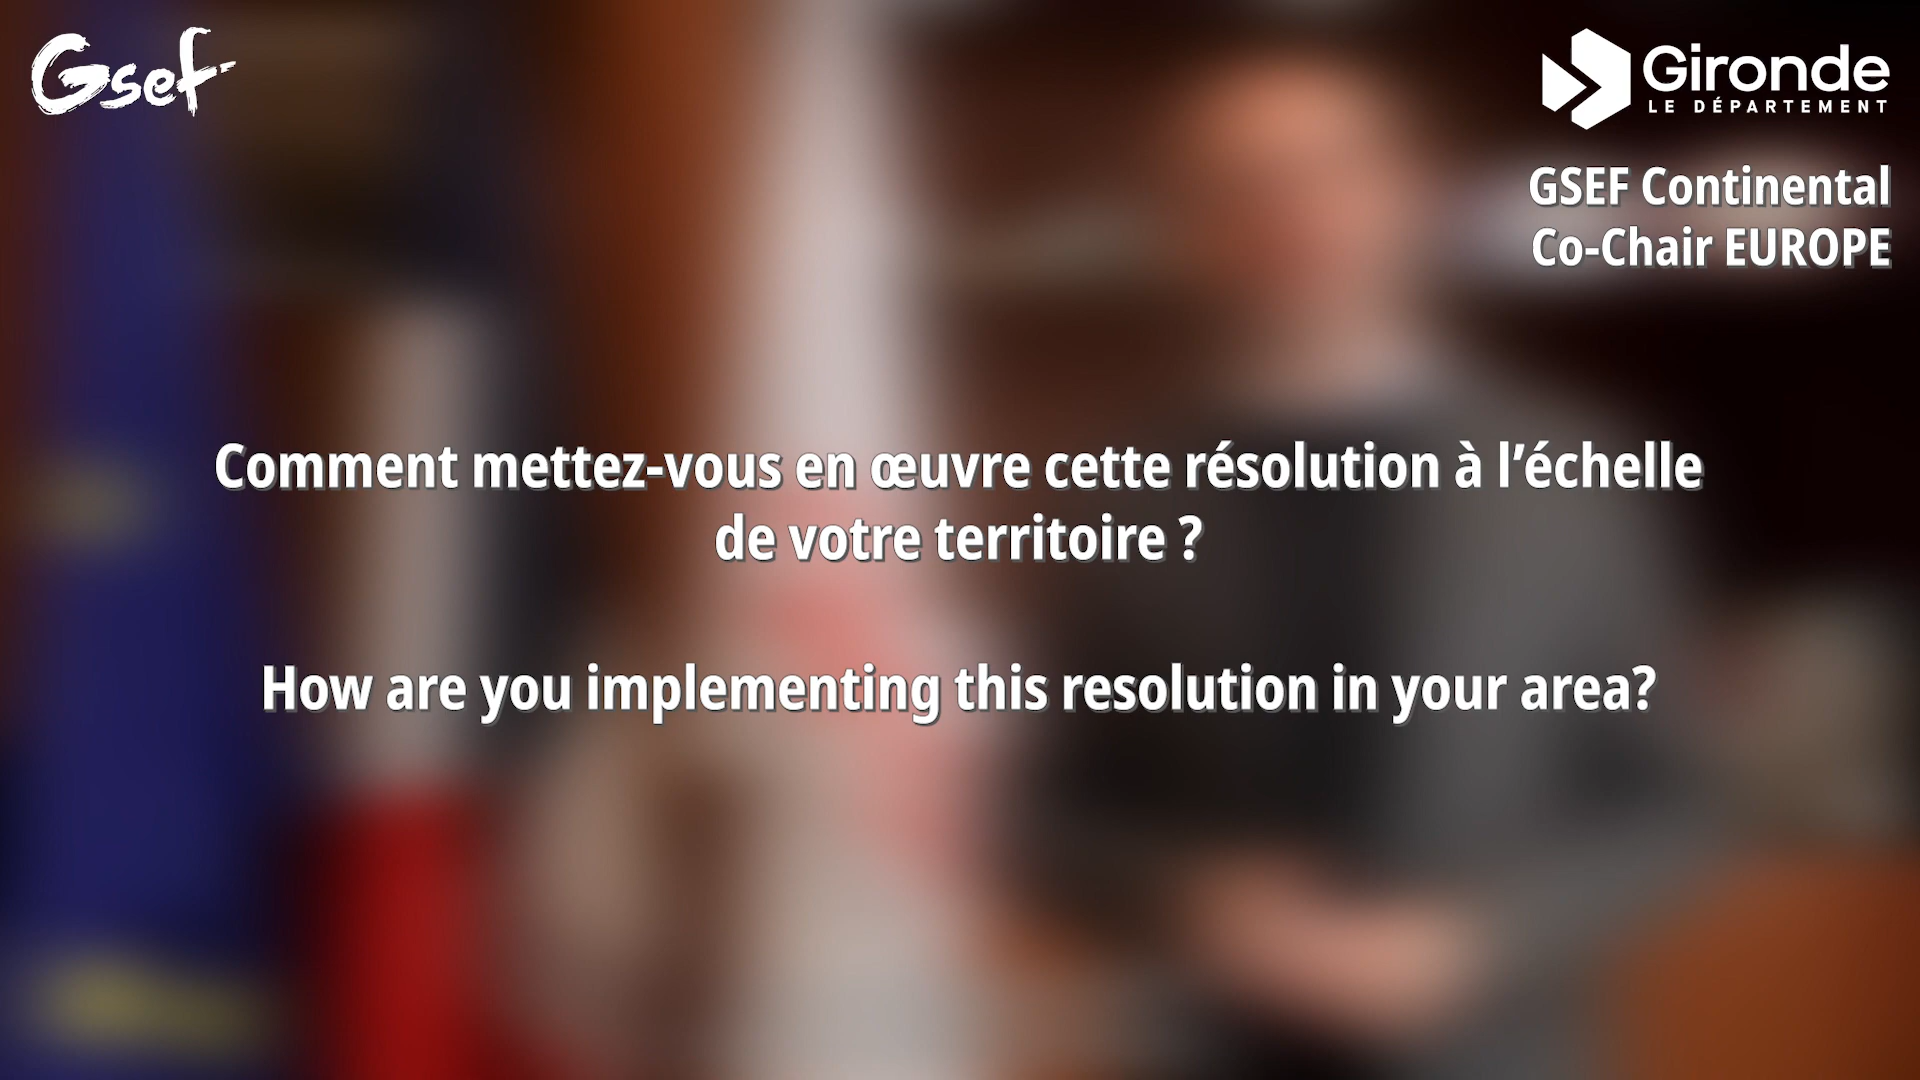 Gsef
Gironde
LE DÉPARTEMENT
GSEF Continental
Co-Chair EUROPE
Comment mettez-vous en œuvre cette résolution à l’échelle
de votre territoire ?
How are you implementing this resolution in your area?